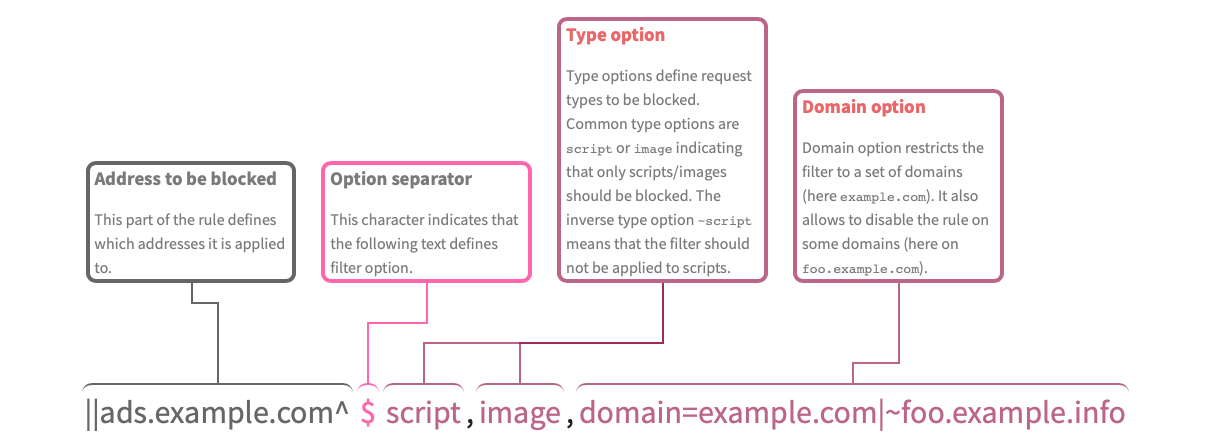 Type option
Type options define request
types to be blocked.
Common type options are
script or image indicating
that only scripts/images
should be blocked. The
inverse type option ~script
means that the filter should
not be applied to scripts.
Domain option
Domain option restricts the
filter to a set of domains
(here example.com). It also
allows to disable the rule on
some domains (here on
foo.example.com).
Address to be blocked
This part of the rule defines
which addresses it is applied
to.
Option separator
This character indicates that
the following text defines
filter option.
||ads.example.com^ $ script , image , domain=example.com|~foo.example.info